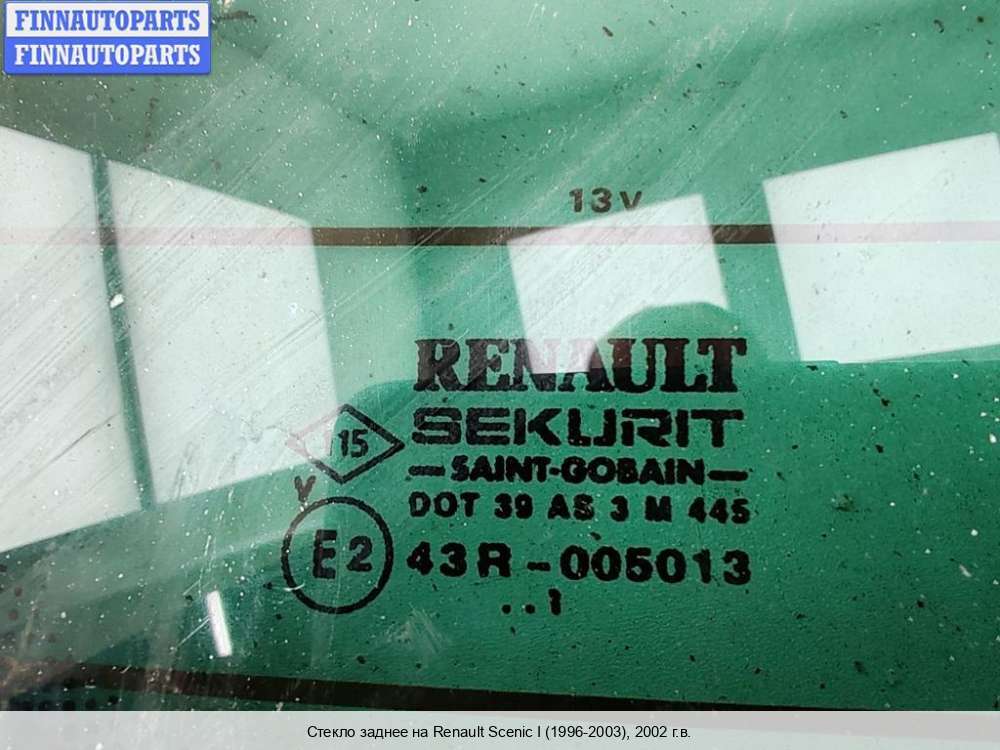 FINNAUTOPARTS
FINNAUTOPARTS
13V
RENAULT
SEKURIT
15
SAINT-GOBAIN
V
DOT 39 AS 3 M 445
E2 43R-005013
..1
Стекло заднее на Renault Scenic I (1996-2003), 2002 г.в.